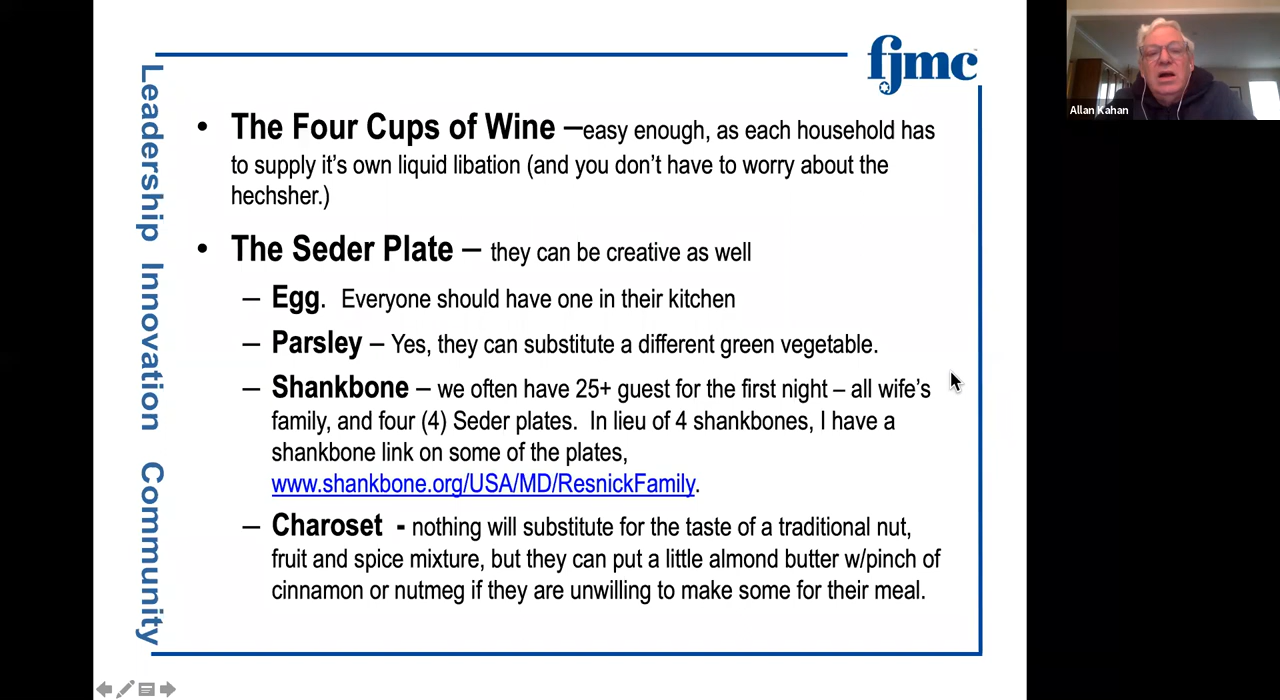 fjmc
Leadership Innovation Community
• The Four Cups of Wine – easy enough, as each household has
to supply it's own liquid libation (and you don't have to worry about the
hechsher.)
• The Seder Plate – they can be creative as well
– Egg. Everyone should have one in their kitchen
– Parsley – Yes, they can substitute a different green vegetable.
– Shankbone – we often have 25+ guest for the first night – all wife's
family, and four (4) Seder plates. In lieu of 4 shankbones, I have a
shankbone link on some of the plates,
www.shankbone.org/USA/MD/ResnickFamily.
– Charoset - nothing will substitute for the taste of a traditional nut,
fruit and spice mixture, but they can put a little almond butter w/pinch of
cinnamon or nutmeg if they are unwilling to make some for their meal.
Allan Kahan